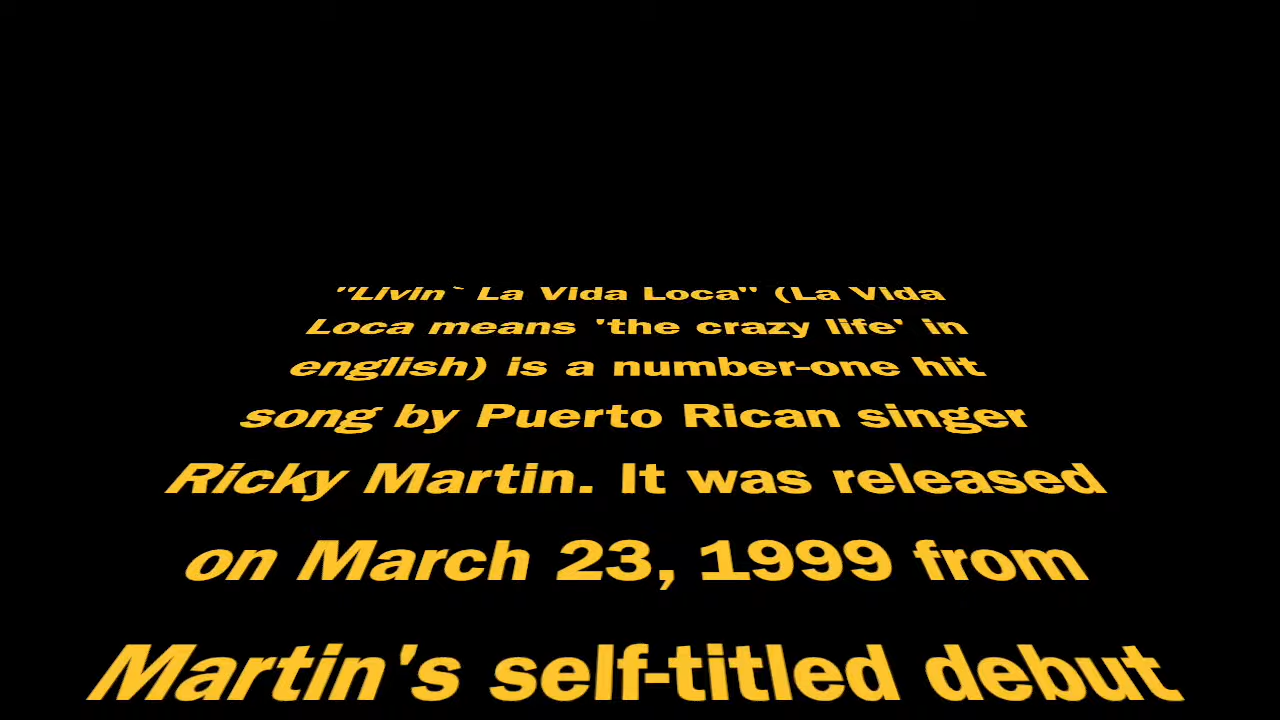 "Livin` La Vida Loca" (La Vida
Loca means 'the crazy life' in
english) is a number-one hit
song by Puerto Rican singer
Ricky Martin. It was released
on March 23, 1999 from
Martin's self-titled debut